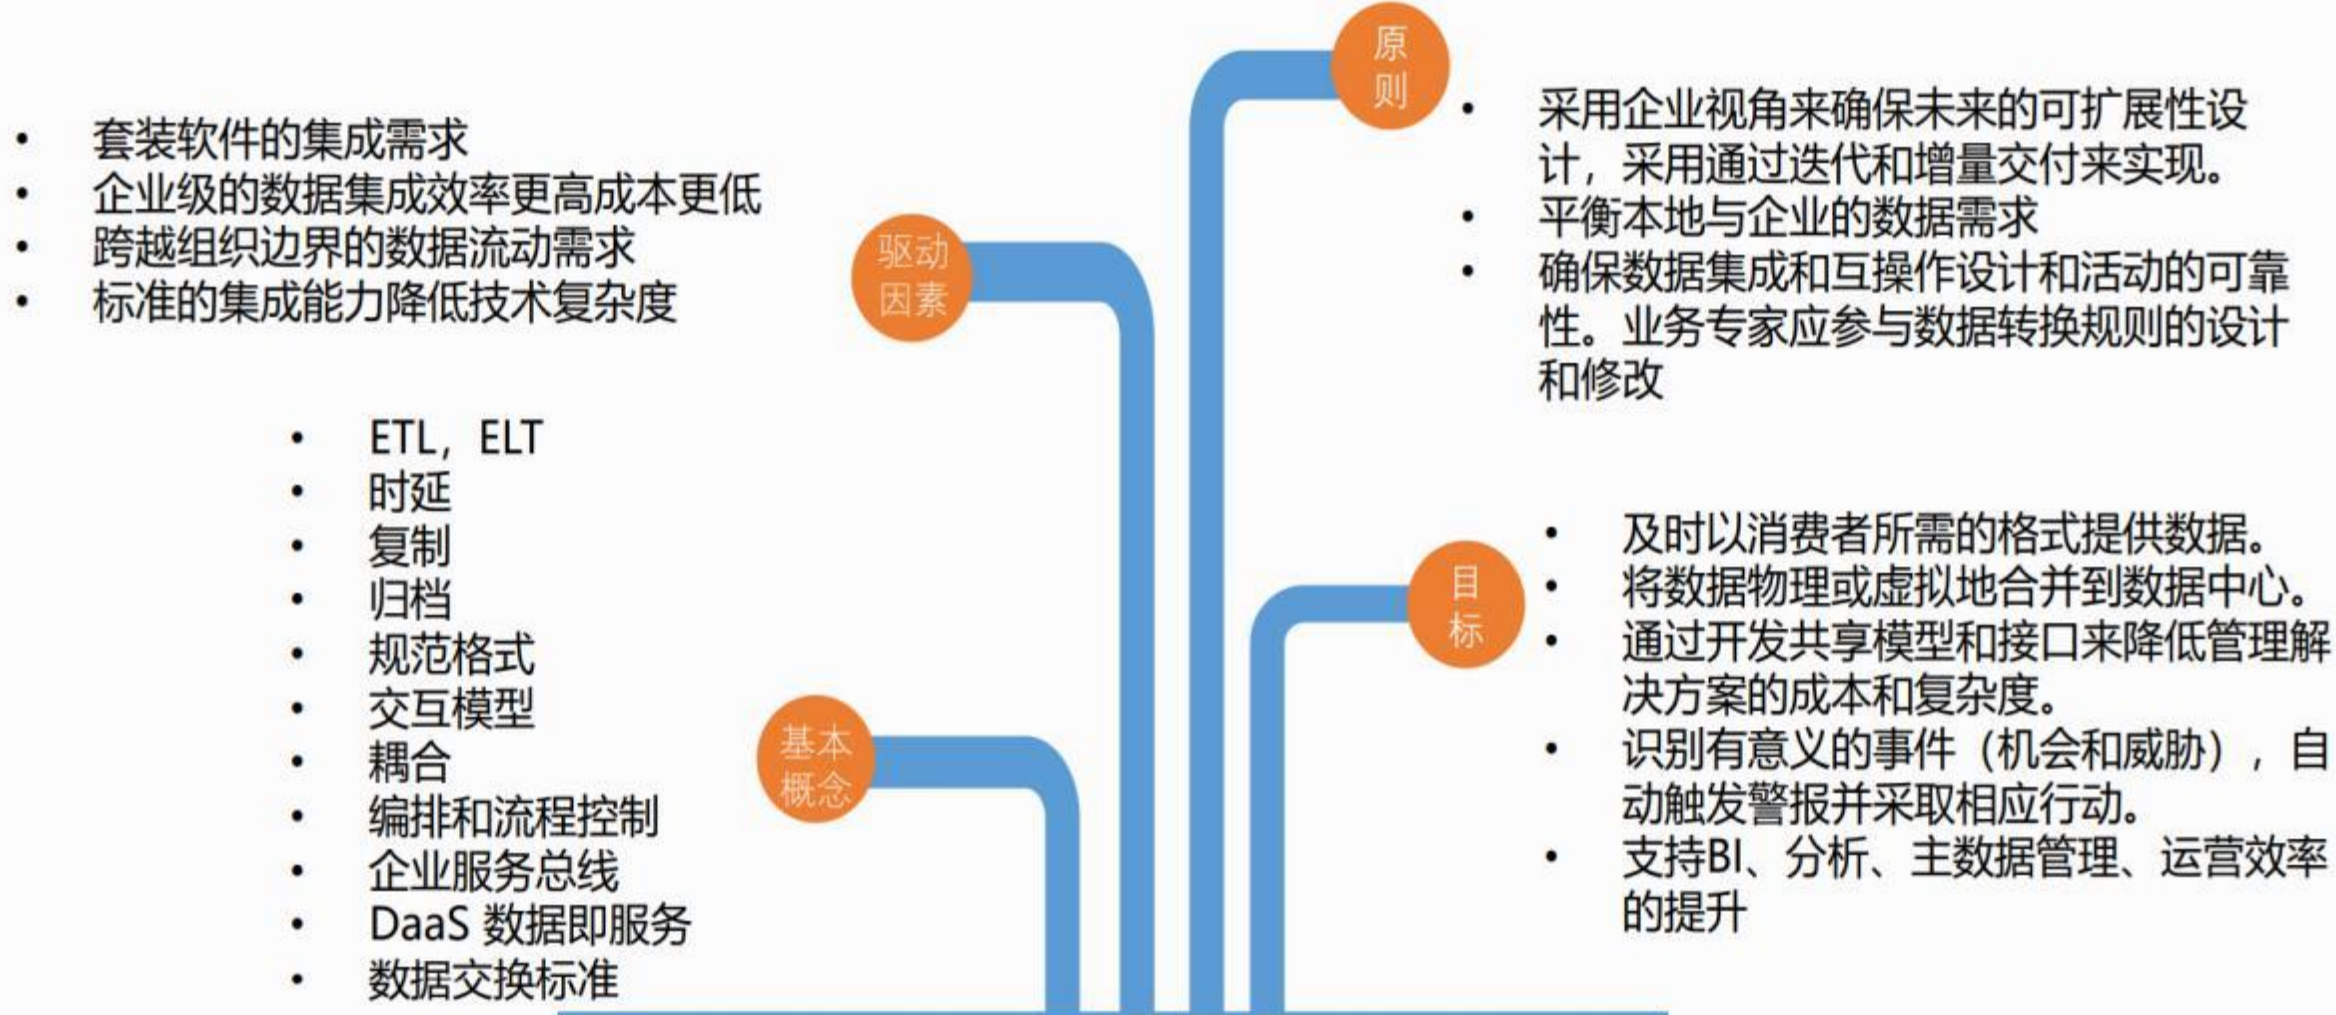 驱动
因素
套装软件的集成需求
企业级的数据集成效率更高成本更低
跨越组织边界的数据流动需求
标准的集成能力降低技术复杂度
基本
概念
ETL，ELT
时延
复制
归档
规范格式
交互模型
耦合
编排和流程控制
企业服务总线
DaaS 数据即服务
数据交换标准
原
则
采用企业视角来确保未来的可扩展性设
计，采用通过迭代和增量交付来实现。
平衡本地与企业的数据需求
确保数据集成和互操作设计和活动的可靠
性。业务专家应参与数据转换规则的设计
和修改
目
标
及时以消费者所需的格式提供数据。
将数据物理或虚拟地合并到数据中心。
通过开发共享模型和接口来降低管理解
决方案的成本和复杂度。
识别有意义的事件（机会和威胁），自
动触发警报并采取相应行动。
支持BI、分析、主数据管理、运营效率
的提升